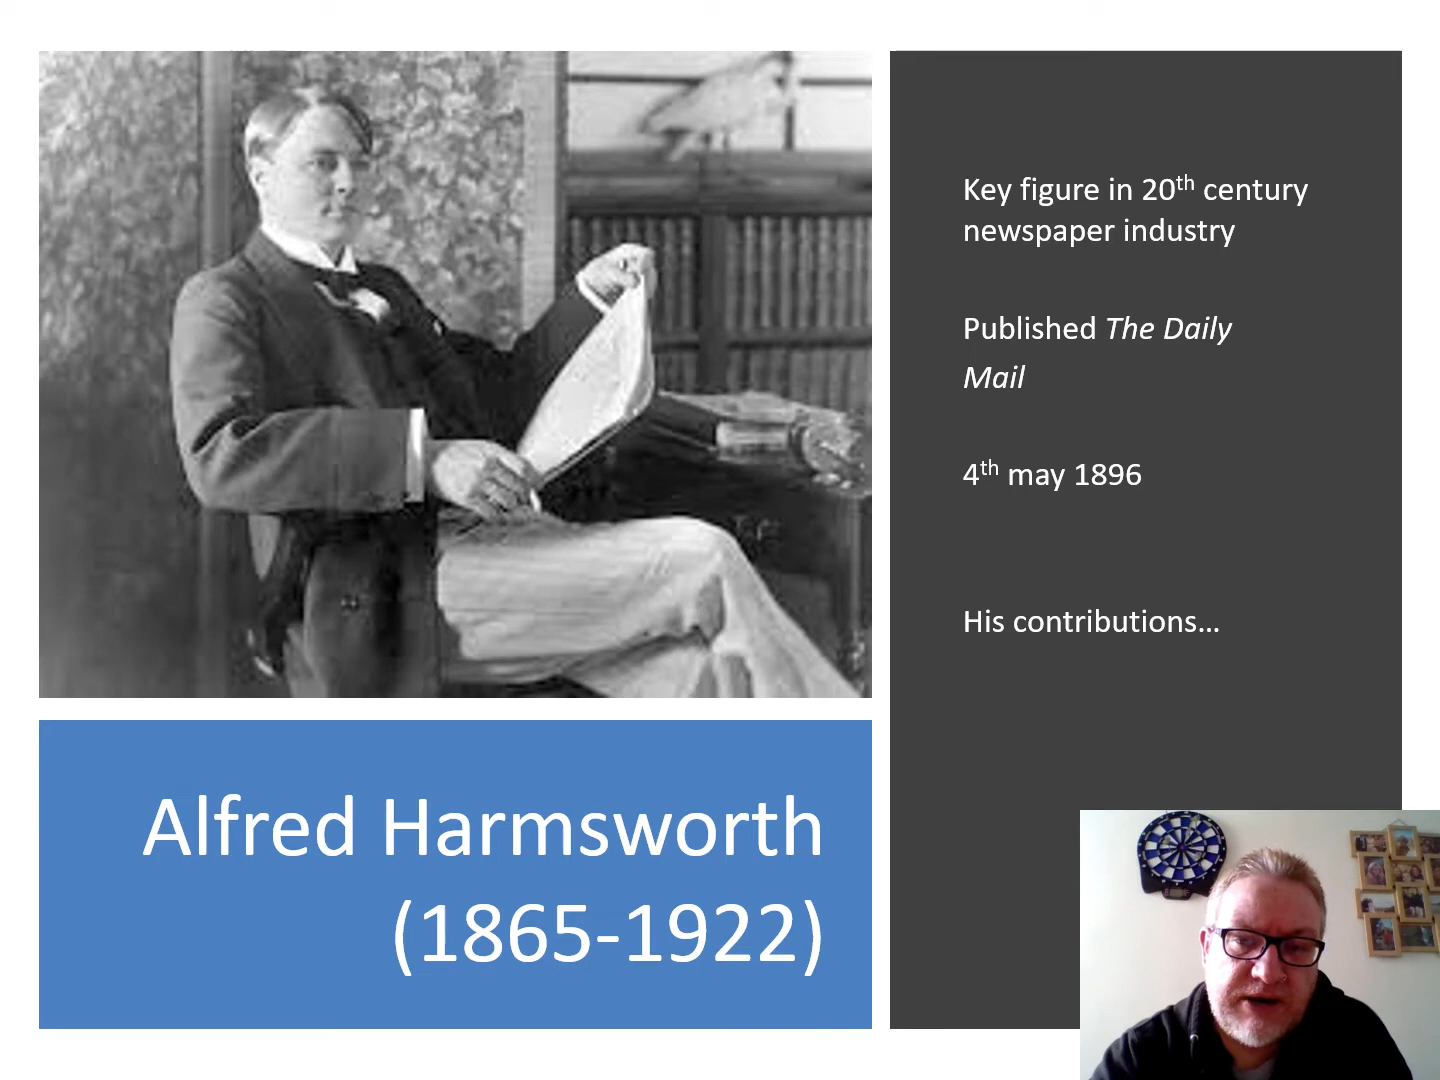 Key figure in 20th century
newspaper industry
Published The Daily
Mail
4th may 1896
His contributions...
Alfred Harmsworth
(1865-1922)